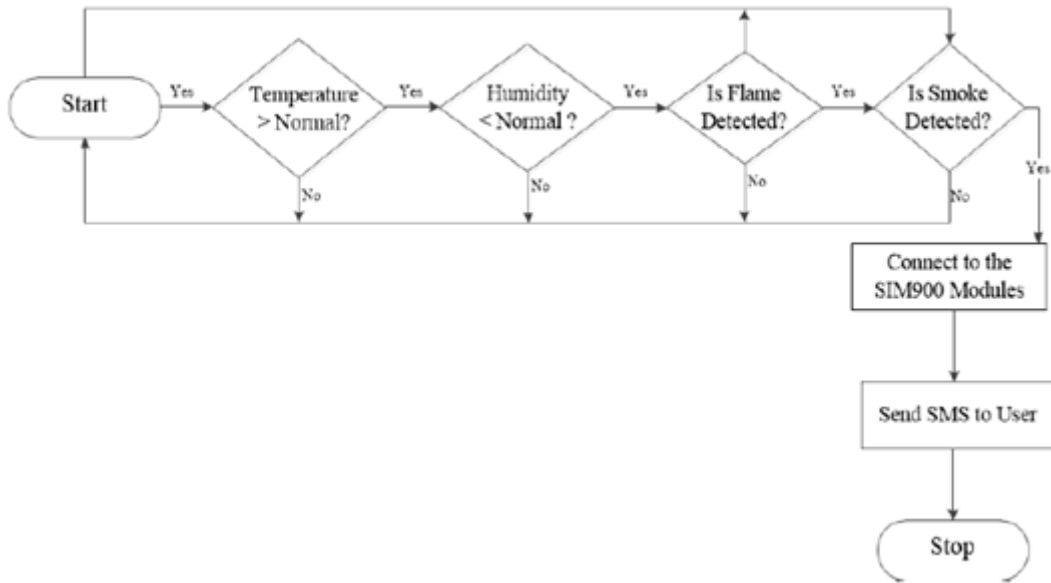 Start
Yes
Temperature
> Normal?
Yes
Humidity
< Normal ?
Yes
Is Flame
Detected?
Yes
Is Smoke
Detected?
No
No
No
No
Yes
Connect to the
SIM900 Modules
Send SMS to User
Stop